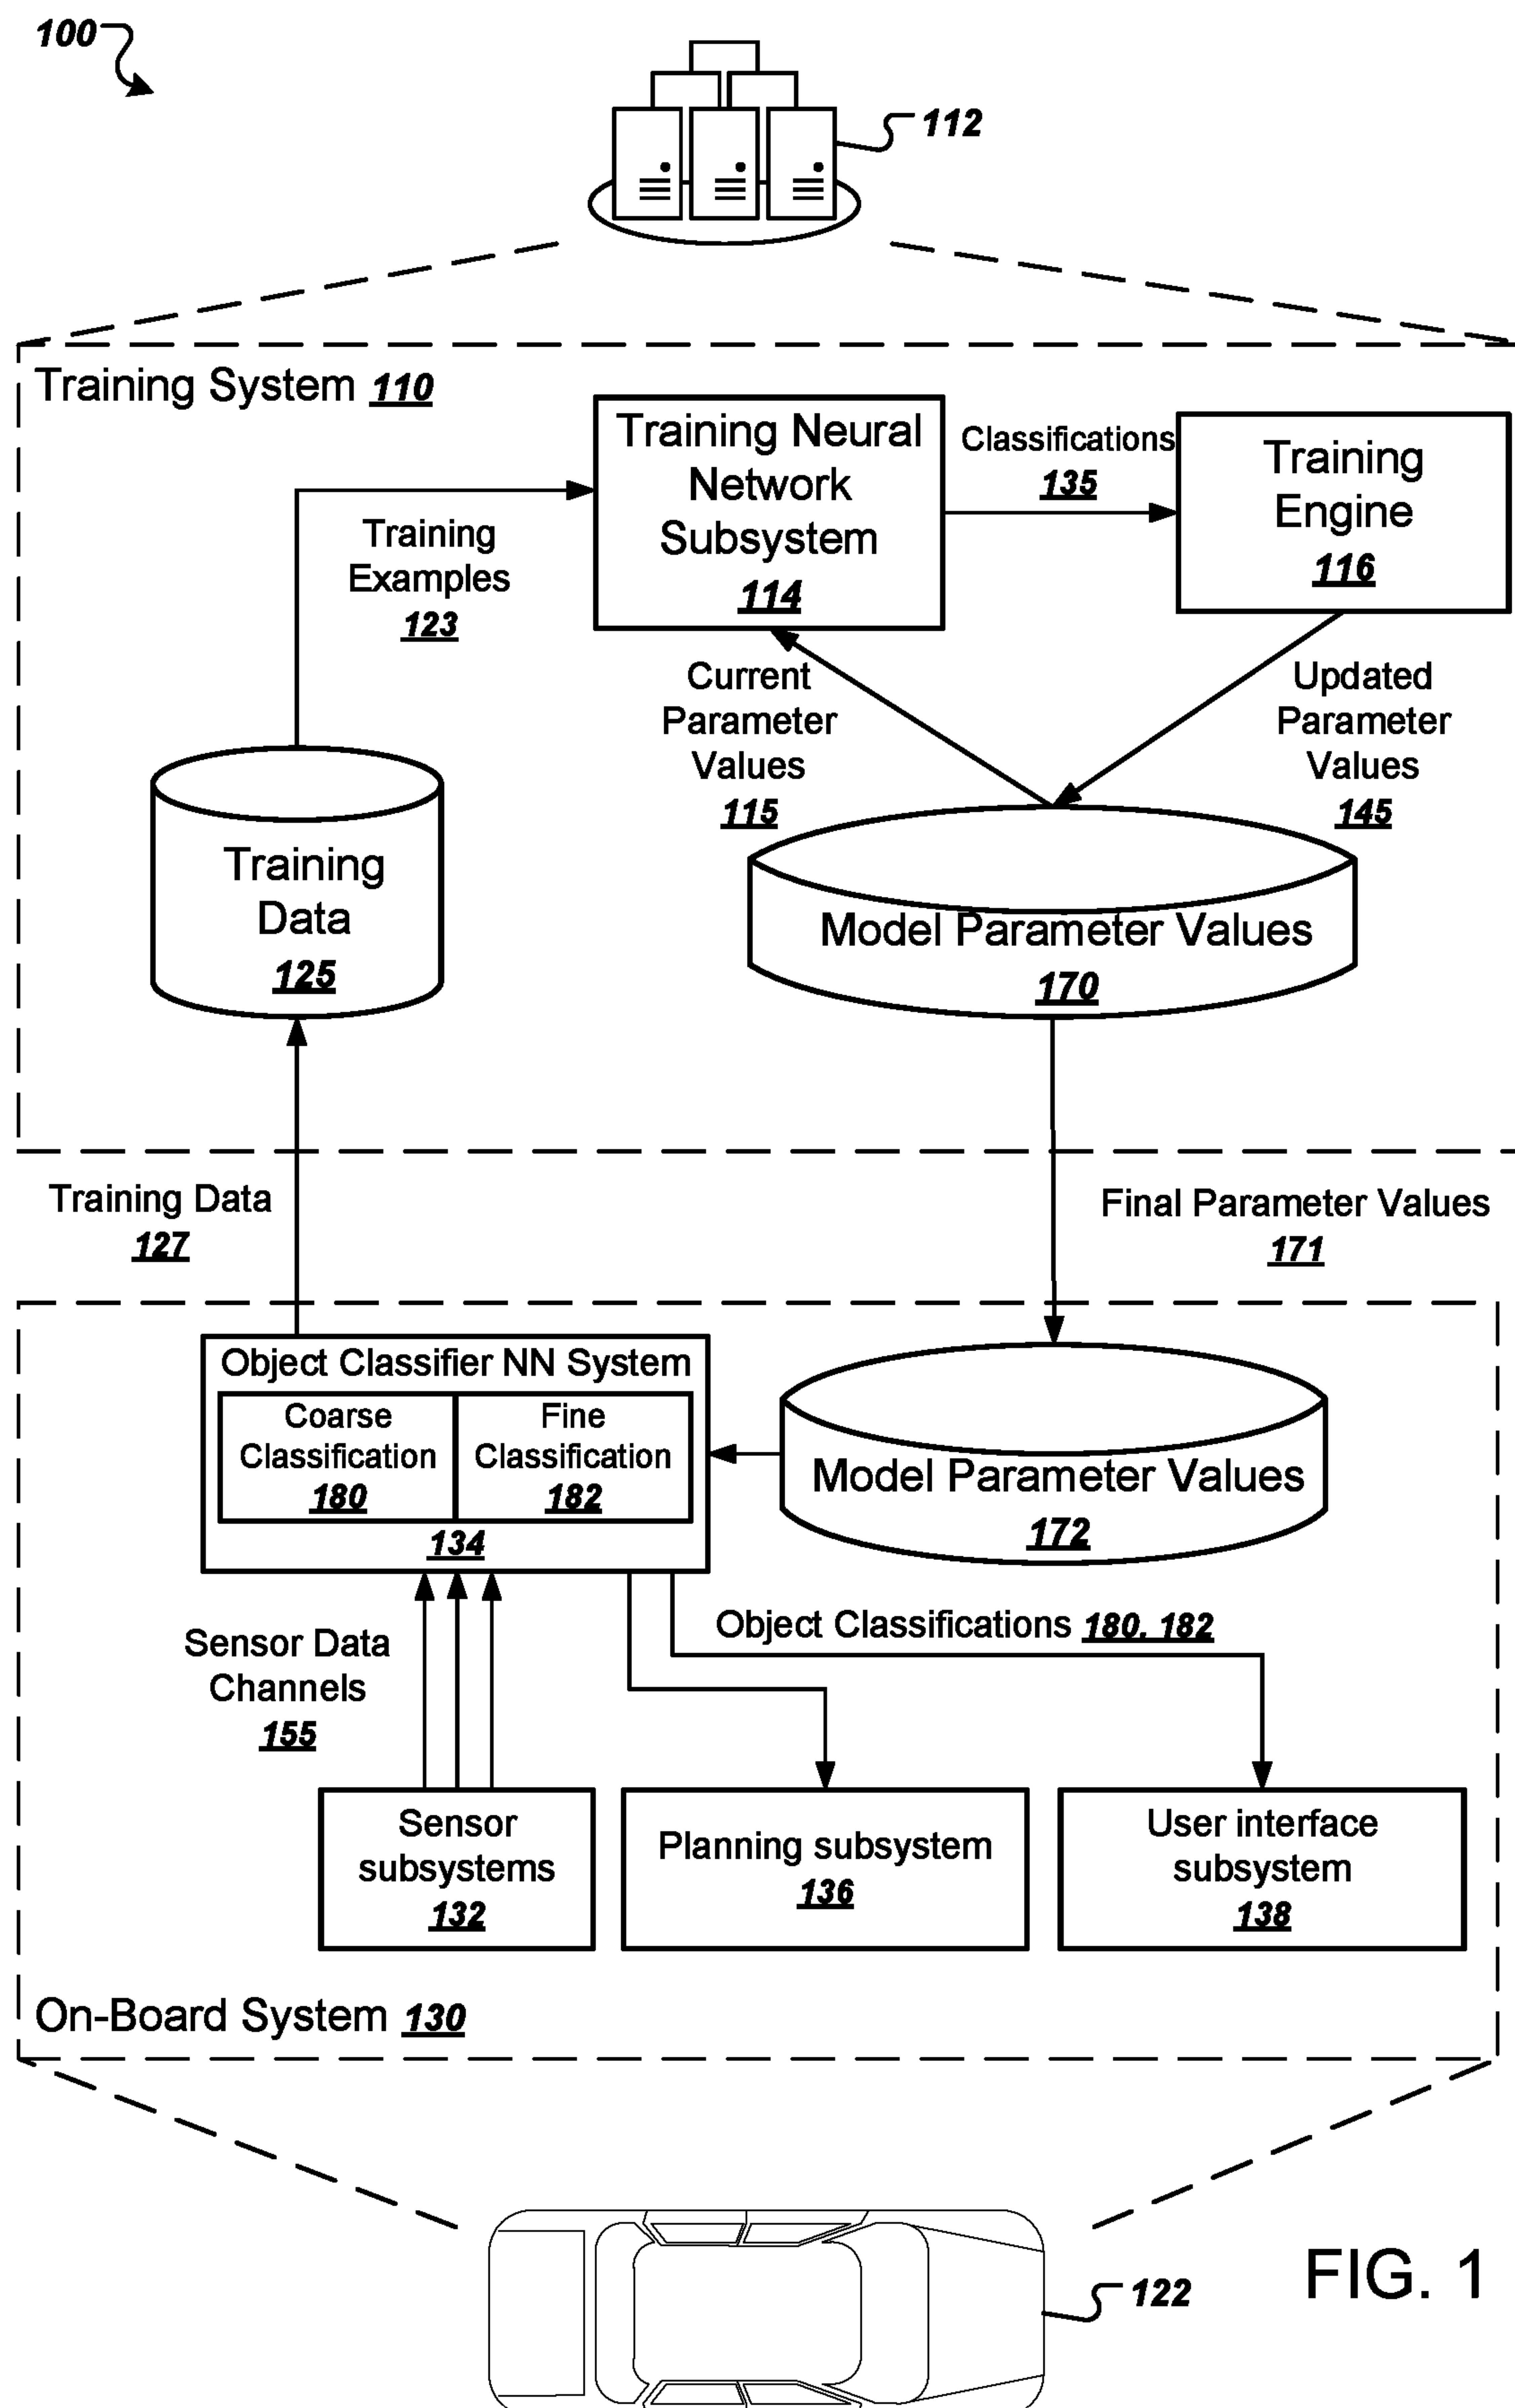 100
112
Training System 110
Training Neural
Network
Subsystem
114
Classifications
135
Training
Engine
116
Training
Examples
123
Current
Parameter
Values
115
Updated
Parameter
Values
145
Training
Data
125
Model Parameter Values
170
Training Data
127
Final Parameter Values
171
Object Classifier NN System
Coarse
Classification
180
Fine
Classification
182
134
Model Parameter Values
172
Object Classifications 180, 182
Sensor Data
Channels
155
Sensor
subsystems
132
Planning subsystem
136
User interface
subsystem
138
On-Board System 130
122
FIG. 1